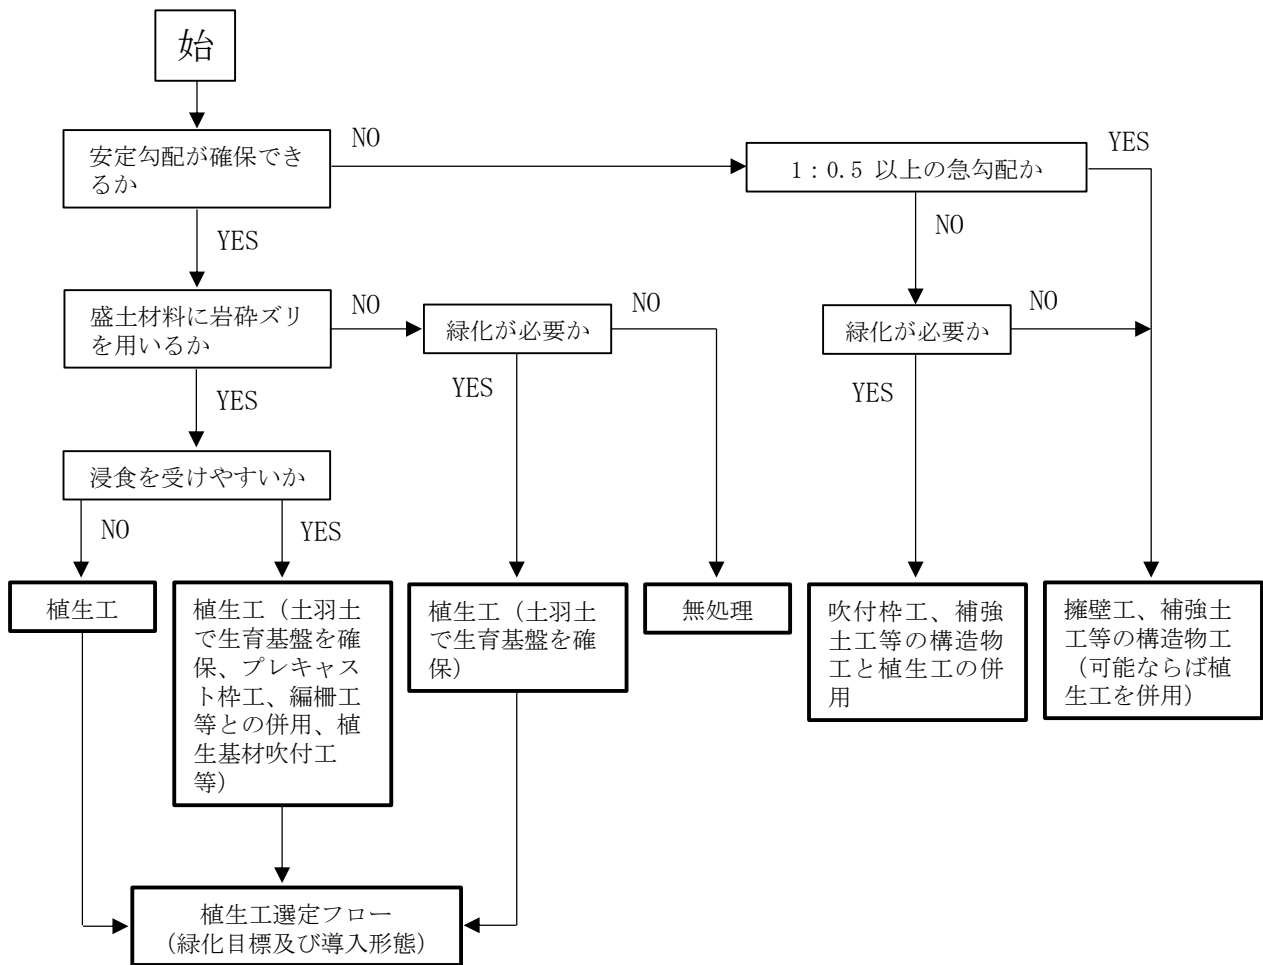 始
安定勾配が確保でき
るか
NO
1：0.5 以上の急勾配か
YES
YES
NO
盛土材料に岩砕ズリ
を用いるか
NO
緑化が必要か
NO
緑化が必要か
NO
YES
YES
YES
浸食を受けやすいか
NO
YES
植生工
植生工（土羽土
で生育基盤を確
保、プレキャス
ト枠工、編柵工
等との併用、植
生基材吹付工
等）
植生工（土羽土
で生育基盤を確
保）
無処理
吹付枠工、補強
土工等の構造物
工と植生工の併
用
擁壁工、補強土
工等の構造物工
（可能ならば植
生工を併用）
植生工選定フロー
（緑化目標及び導入形態）